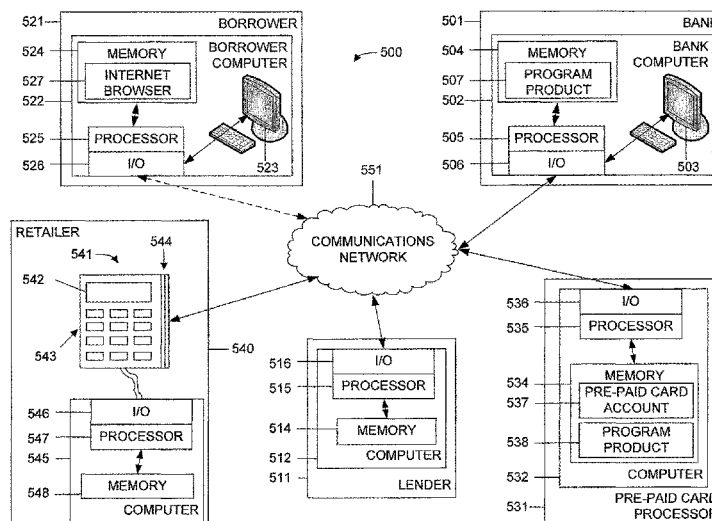 521
BORROWER
524
MEMORY
BORROWER
COMPUTER
527
INTERNET
BROWSER
522
525
PROCESSOR
526
I/O
523
500
501
BANK
504
MEMORY
BANK
COMPUTER
507
PROGRAM
PRODUCT
502
505
PROCESSOR
506
I/O
503
551
COMMUNICATIONS
NETWORK
RETAILER
541
544
542
543
540
546
I/O
547
PROCESSOR
545
548
MEMORY
COMPUTER
516
I/O
515
PROCESSOR
514
MEMORY
512
COMPUTER
511
LENDER
536
I/O
535
PROCESSOR
534
MEMORY
537
PRE-PAID CARD
ACCOUNT
538
PROGRAM
PRODUCT
532
COMPUTER
531
PRE-PAID CARD
PROCESSOR